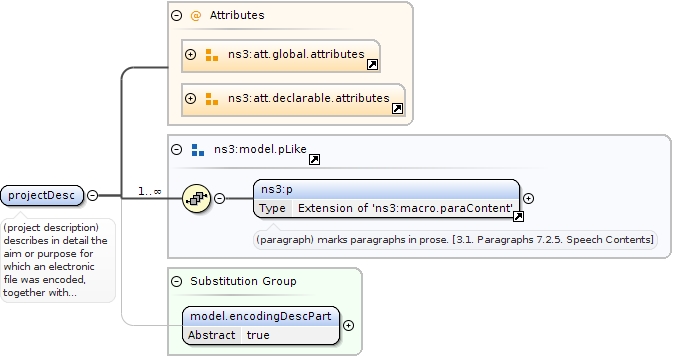 Attributes
ns3:att.global.attributes
ns3:att.declarable.attributes
ns3:model.pLike
projectDesc
1..∞
ns3:p
Type Extension of 'ns3:macro.paraContent'
(paragraph) marks paragraphs in prose. [3.1. Paragraphs 7.2.5. Speech Contents]
(project description)
describes in detail the
aim or purpose for
which an electronic
file was encoded,
together with...
Substitution Group
model.encodingDescPart
Abstract true